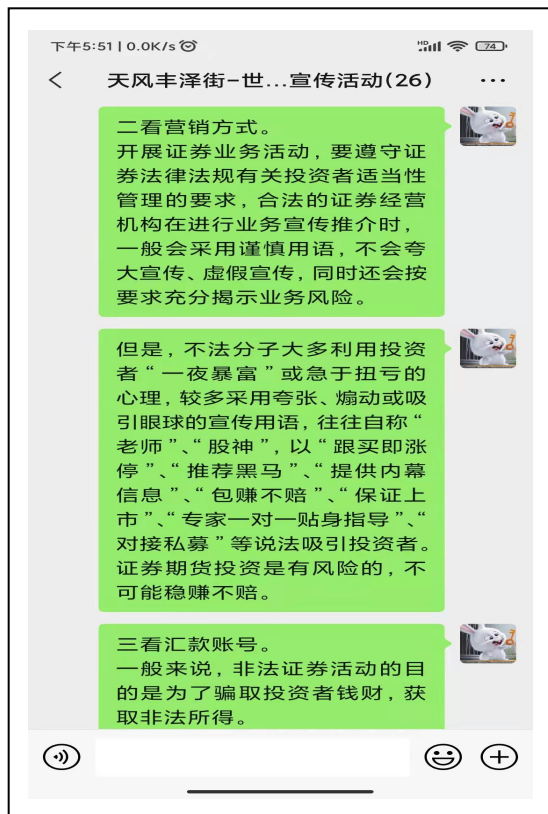 下午5:51 | 0.0K/s
HD 74
天风丰泽街-世...宣传活动(26)
二看营销方式。
开展证券业务活动，要遵守证
券法律法规有关投资者适当性
管理的要求，合法的证券经营
机构在进行业务宣传推介时，
一般会采用谨慎用语，不会夸
大宣传、虚假宣传，同时还会按
要求充分揭示业务风险。
但是，不法分子大多利用投资
者“一夜暴富”或急于扭亏的
心理，较多采用夸张、煽动或吸
引眼球的宣传用语，往往自称“
老师”、“股神”，以“跟买即涨
停”、“推荐黑马”、“提供内幕
信息”、“包赚不赔”、“保证上
市”、“专家一对一贴身指导”、“
对接私募”等说法吸引投资者。
证券期货投资是有风险的，不
可能稳赚不赔。
三看汇款账号。
一般来说，非法证券活动的目
的是为了骗取投资者钱财，获
取非法所得。